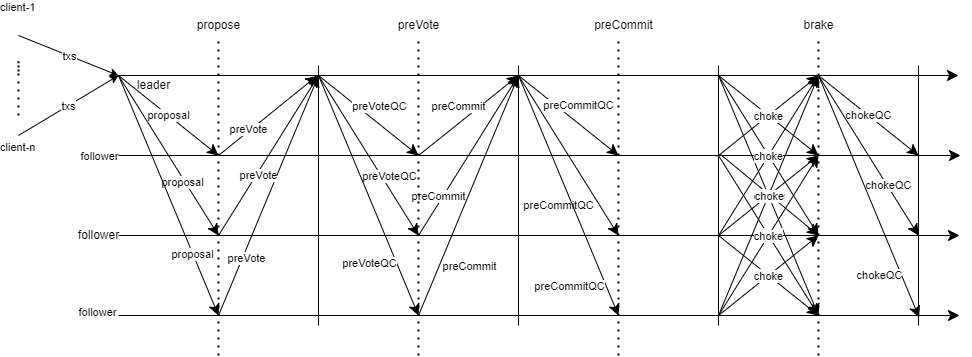 client-1
propose
preVote
preCommit
brake
txs
leader
txs
proposal
preVote
preVoteQC
preCommit
preCommitQC
choke
chokeQC
client-n
follower
choke
proposal
preVote
preVoteQC
preCommit
preCommitQC
choke
chokeQC
follower
choke
proposal
preVote
preVoteQC
preCommit
preCommitQC
choke
chokeQC
follower